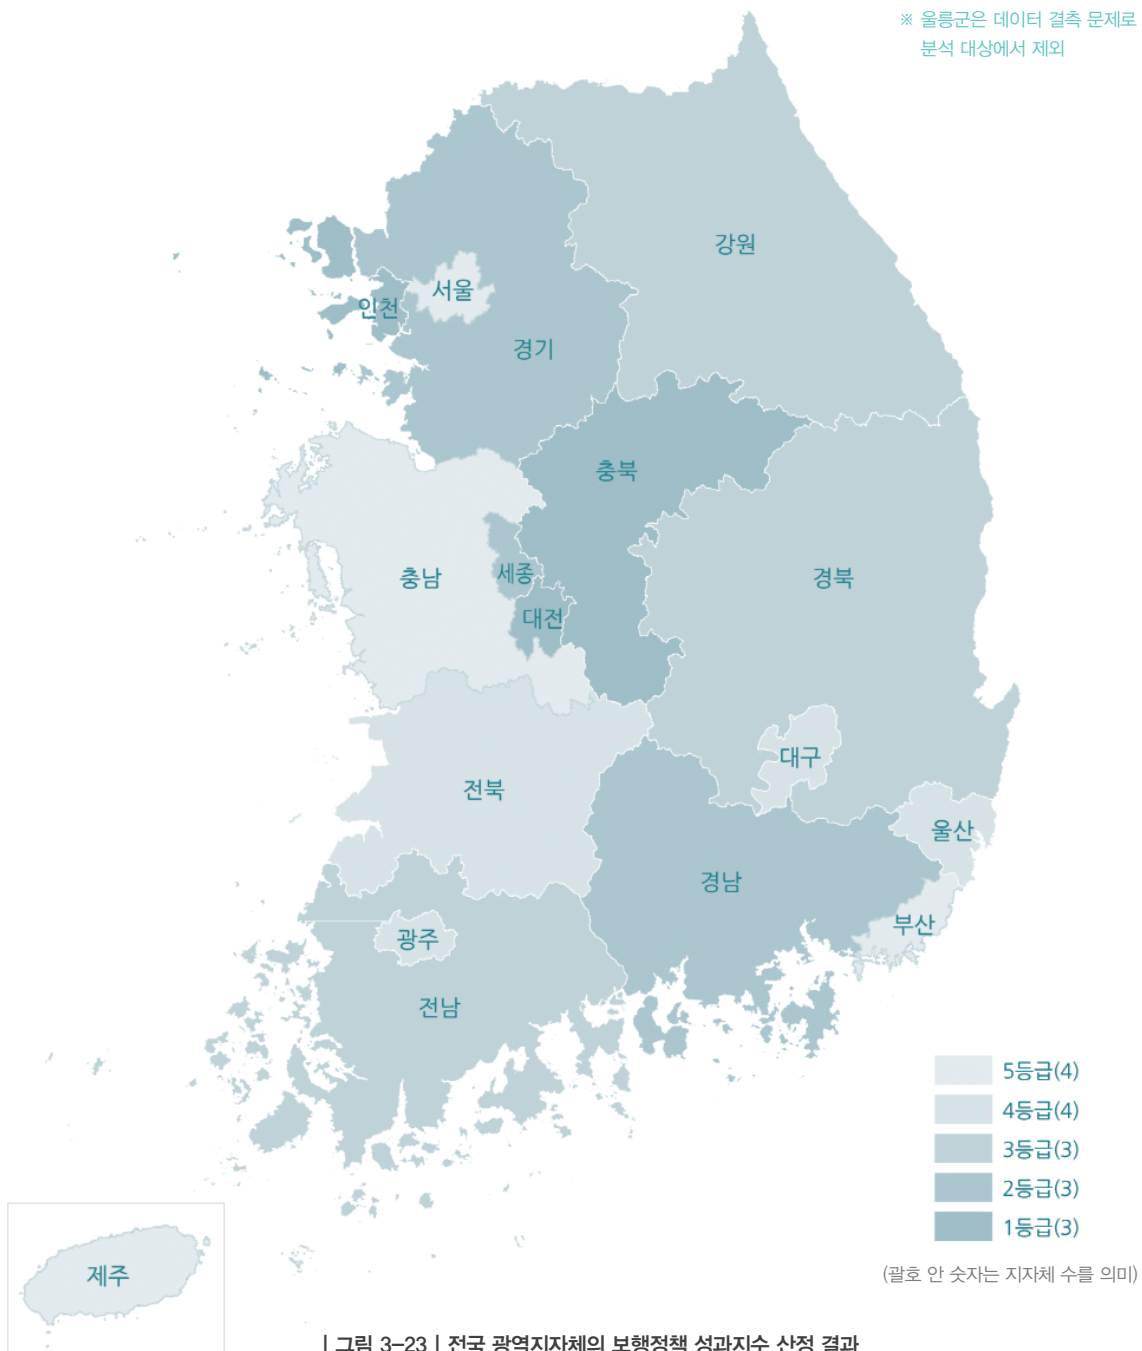 ※ 울릉군은 데이터 결측 문제로
분석 대상에서 제외
강원
서울
인천
경기
충북
충남
세종
대전
경북
대구
전북
울산
경남
부산
광주
전남
제주
5등급(4)
4등급(4)
3등급(3)
2등급(3)
1등급(3)
(괄호 안 숫자는 지자체 수를 의미)
| 그림 3-23 | 전국 광역지자체의 보행정책 성과지수 산정 결과